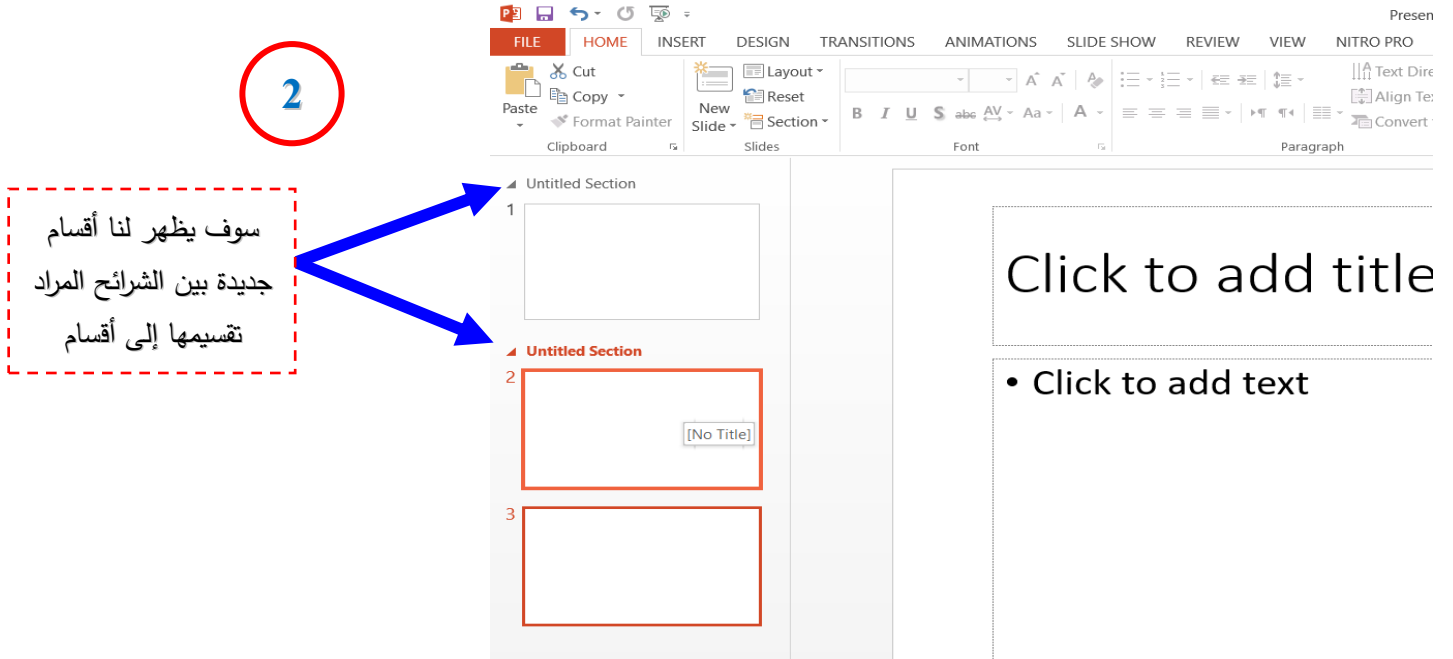 Presen
FILE HOME INSERT DESIGN TRANSITIONS ANIMATIONS SLIDE SHOW REVIEW VIEW NITRO PRO
Paste
Cut
Copy
Format Painter
Clipboard
New
Slide
Layout
Reset
Section
Slides
B I U S abc AV Aa A
Font
Text Dire
Align Tex
Convert
Paragraph
2
سوف يظهر لنا أقسام
جديدة بين الشرائح المراد
تقسيمها إلى أقسام
Untitled Section
1
Untitled Section
2
[No Title]
3
Click to add title
• Click to add text